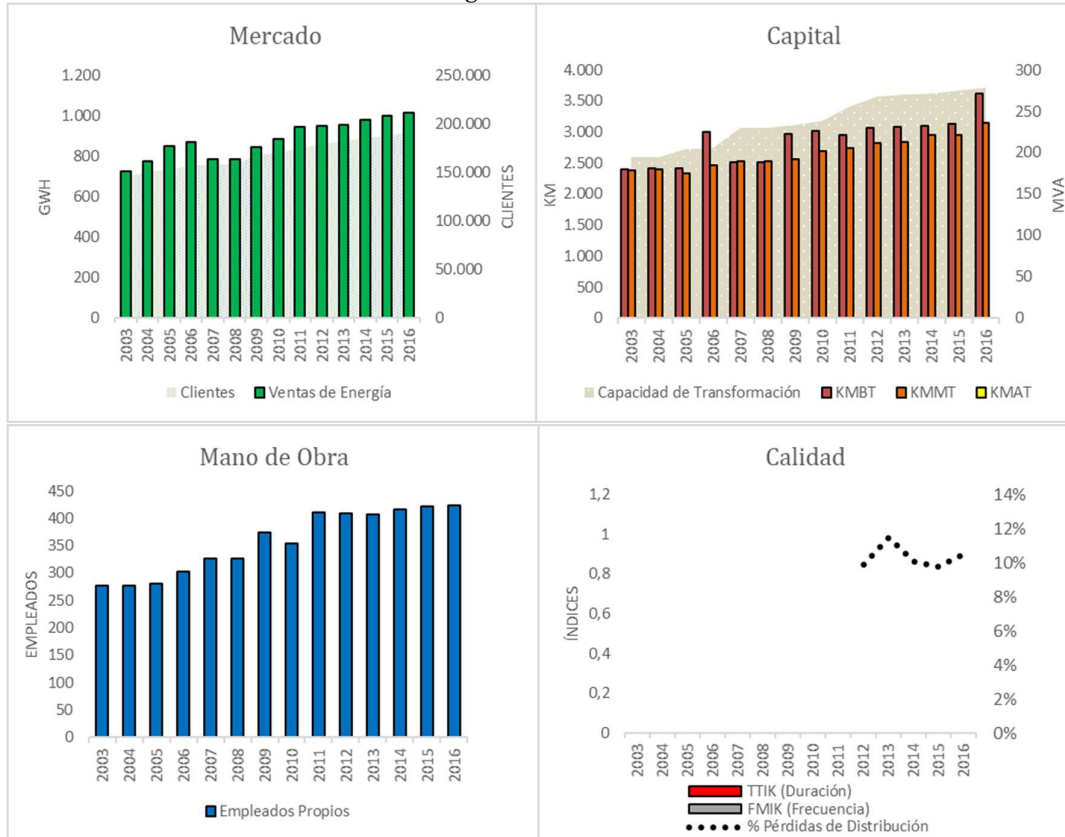 Mercado
GWH
1.200
1.000
800
600
400
200
0
CLIENTES
250.000
200.000
150.000
100.000
50.000
0
2003 2004 2005 2006 2007 2008 2009 2010 2011 2012 2013 2014 2015 2016
Clientes Ventas de Energía
Capital
KM
4.000
3.500
3.000
2.500
2.000
1.500
1.000
500
0
MVA
300
250
200
150
100
50
0
2003 2004 2005 2006 2007 2008 2009 2010 2011 2012 2013 2014 2015 2016
Capacidad de Transformación KMBT KMMT KMAT
Mano de Obra
EMPLEADOS
450
400
350
300
250
200
150
100
50
0
2003 2004 2005 2006 2007 2008 2009 2010 2011 2012 2013 2014 2015 2016
Empleados Propios
Calidad
ÍNDICES
1,2
1
0,8
0,6
0,4
0,2
0
14%
12%
10%
8%
6%
4%
2%
0%
2003 2004 2005 2006 2007 2008 2009 2010 2011 2012 2013 2014 2015 2016
TTIK (Duración)
FMIK (Frecuencia)
% Pérdidas de Distribución